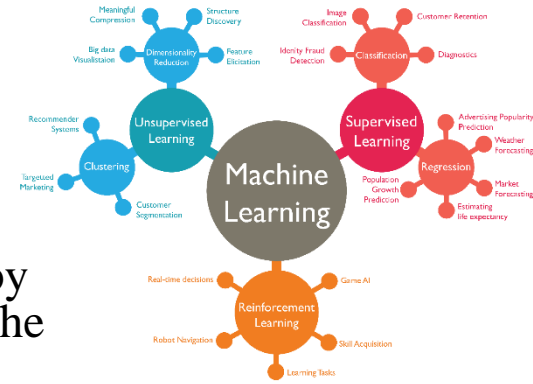 Meaningful
Compression
Structure
Discovery
Big data
Visualistaion
Dimensionality
Reduction
Feature
Elicitation
Unsupervised
Learning
Recommender
Systems
Clustering
Targetted
Marketing
Customer
Segmentation
Machine
Learning
Image
Classification
Customer Retention
Idenity Fraud
Detection
Classification
Diagnostics
Supervised
Learning
Advertising Popularity
Prediction
Weather
Forecasting
Regression
Population
Growth
Prediction
Market
Forecasting
Estimating
life expectancy
by
he
Real-time decisions
Game AI
Reinforcement
Learning
Robot Navigation
Skill Acquisition
Learning Tasks